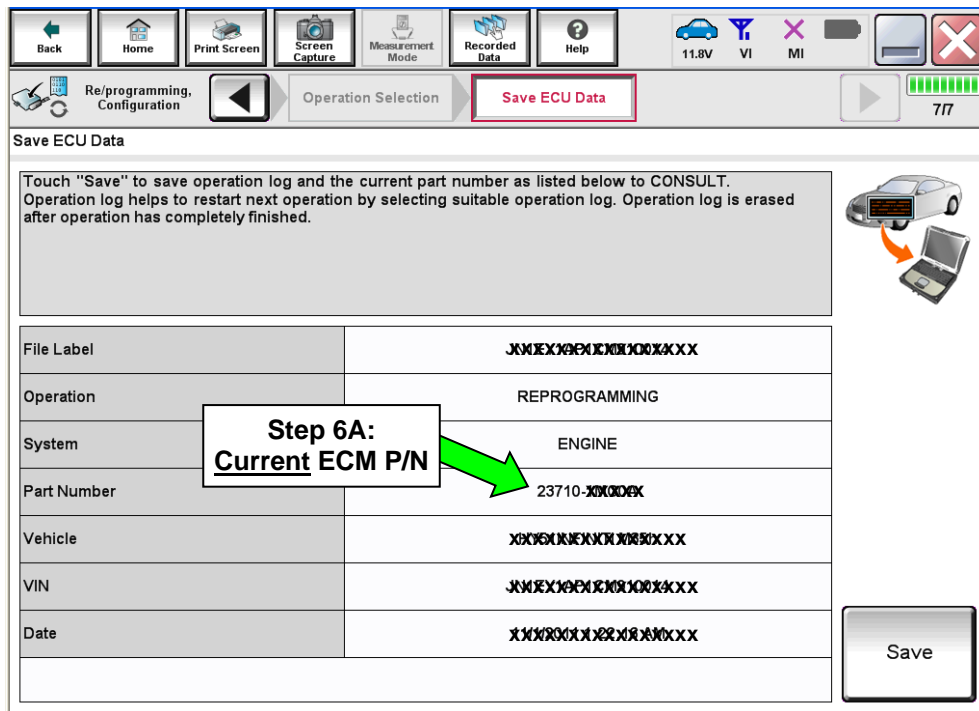 Back
Home
Print Screen
Screen Capture
Measurement Mode
Recorded Data
Help
11.8V
VI
MI
Re/programming, Configuration
Operation Selection
Save ECU Data
7/7
Save ECU Data
Touch "Save" to save operation log and the current part number as listed below to CONSULT.
Operation log helps to restart next operation by selecting suitable operation log. Operation log is erased
after operation has completely finished.
File Label
Operation
REPROGRAMMING
System
ENGINE
Step 6A:
Current ECM P/N
Part Number
23710-
Vehicle
VIN
Date
Save